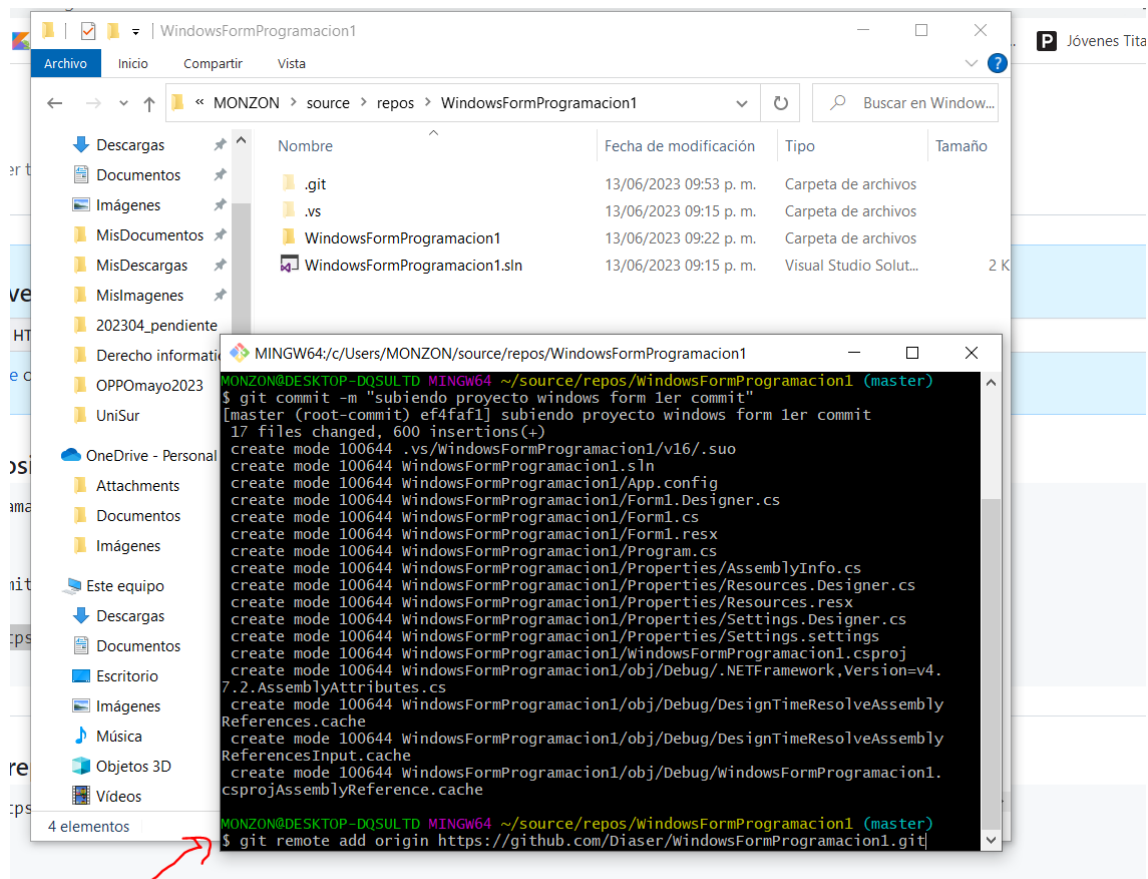 WindowsFormProgramacion1
Jóvenes Tita
Archivo Inicio Compartir Vista
« MONZON > source > repos > WindowsFormProgramacion1
Buscar en Window...
Nombre Fecha de modificación Tipo Tamaño
.git 13/06/2023 09:53 p. m. Carpeta de archivos
.vs 13/06/2023 09:15 p. m. Carpeta de archivos
WindowsFormProgramacion1 13/06/2023 09:22 p. m. Carpeta de archivos
WindowsFormProgramacion1.sln 13/06/2023 09:15 p. m. Visual Studio Solut... 2 K
Descargas
Documentos
Imágenes
MisDocumentos
MisDescargas
MisImagenes
202304_pendiente
Derecho informati
OPPOmayo2023
UniSur
OneDrive - Personal
Attachments
Documentos
Imágenes
Este equipo
Descargas
Documentos
Escritorio
Imágenes
Música
Objetos 3D
Vídeos
4 elementos
MINGW64:/c/Users/MONZON/source/repos/WindowsFormProgramacion1
MONZON@DESKTOP-DQSULTD MINGW64 ~/source/repos/WindowsFormProgramacion1 (master)
$ git commit -m "subiendo proyecto windows form 1er commit"
[master (root-commit) ef4faf1] subiendo proyecto windows form 1er commit
17 files changed, 600 insertions(+)
create mode 100644 .vs/WindowsFormProgramacion1/v16/.suo
create mode 100644 WindowsFormProgramacion1.sln
create mode 100644 WindowsFormProgramacion1/App.config
create mode 100644 WindowsFormProgramacion1/Form1.Designer.cs
create mode 100644 WindowsFormProgramacion1/Form1.cs
create mode 100644 WindowsFormProgramacion1/Form1.resx
create mode 100644 WindowsFormProgramacion1/Program.cs
create mode 100644 WindowsFormProgramacion1/Properties/AssemblyInfo.cs
create mode 100644 WindowsFormProgramacion1/Properties/Resources.Designer.cs
create mode 100644 WindowsFormProgramacion1/Properties/Resources.resx
create mode 100644 WindowsFormProgramacion1/Properties/Settings.Designer.cs
create mode 100644 WindowsFormProgramacion1/Properties/Settings.settings
create mode 100644 WindowsFormProgramacion1/WindowsFormProgramacion1.csproj
create mode 100644 WindowsFormProgramacion1/obj/Debug/.NETFramework,Version=v4.
7.2.AssemblyAttributes.cs
create mode 100644 WindowsFormProgramacion1/obj/Debug/DesignTimeResolveAssembly
References.cache
create mode 100644 WindowsFormProgramacion1/obj/Debug/DesignTimeResolveAssembly
ReferencesInput.cache
create mode 100644 WindowsFormProgramacion1/obj/Debug/WindowsFormProgramacion1.
csprojAssemblyReference.cache
MONZON@DESKTOP-DQSULTD MINGW64 ~/source/repos/WindowsFormProgramacion1 (master)
$ git remote add origin https://github.com/Diaser/WindowsFormProgramacion1.git